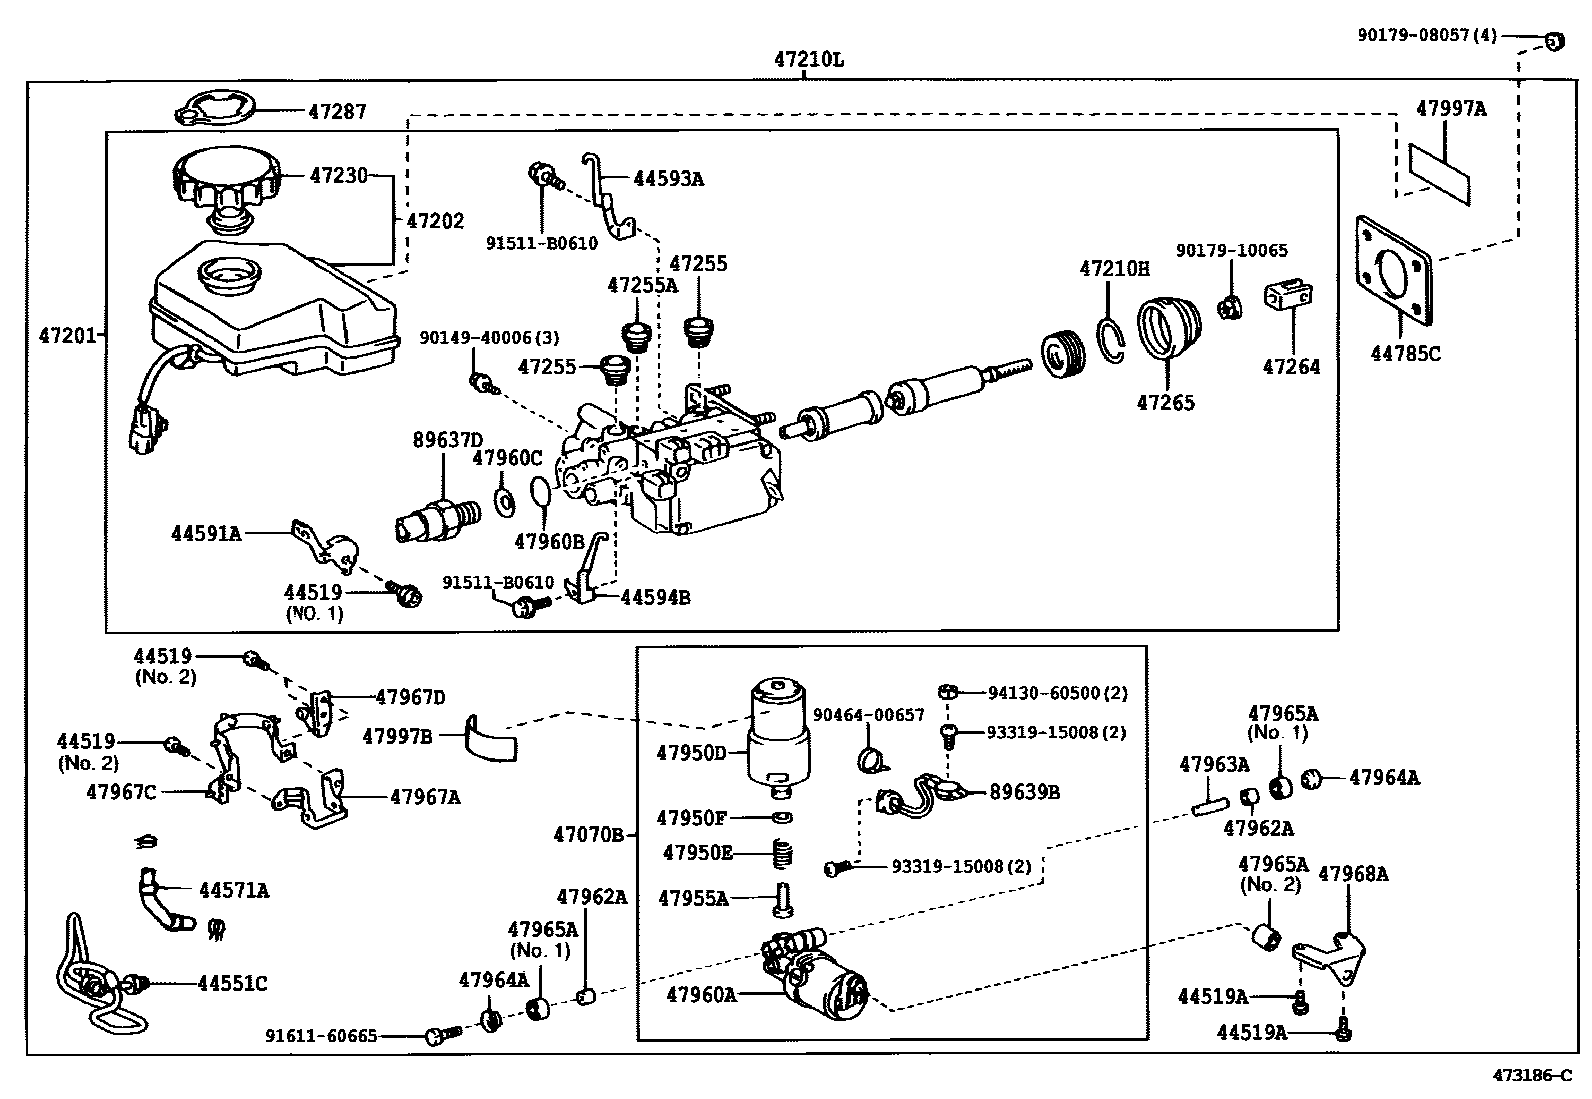 90179-08057(4)
47210L
47287
47997A
47230
44593A
47202
91511-B0610
90179-10065
47255
47210H
47255A
47201
90149-40006(3)
47255
44785C
47264
47265
89637D
47960C
44591A
47960B
91511-B0610
44519
(NO. 1)
44594B
44519
(No. 2)
47967D
94130-60500(2)
90464-00657
47965A
(No. 1)
47997B
93319-15008(2)
44519
(No. 2)
47950D
47963A
47964A
47967C
47967A
89639B
47950F
47962A
47070B
47950E
47965A
(No. 2)
93319-15008(2)
47968A
44571A
47962A
47955A
47965A
(No. 1)
44551C
47964A
47960A
44519A
91611-60665
44519A
473186-C